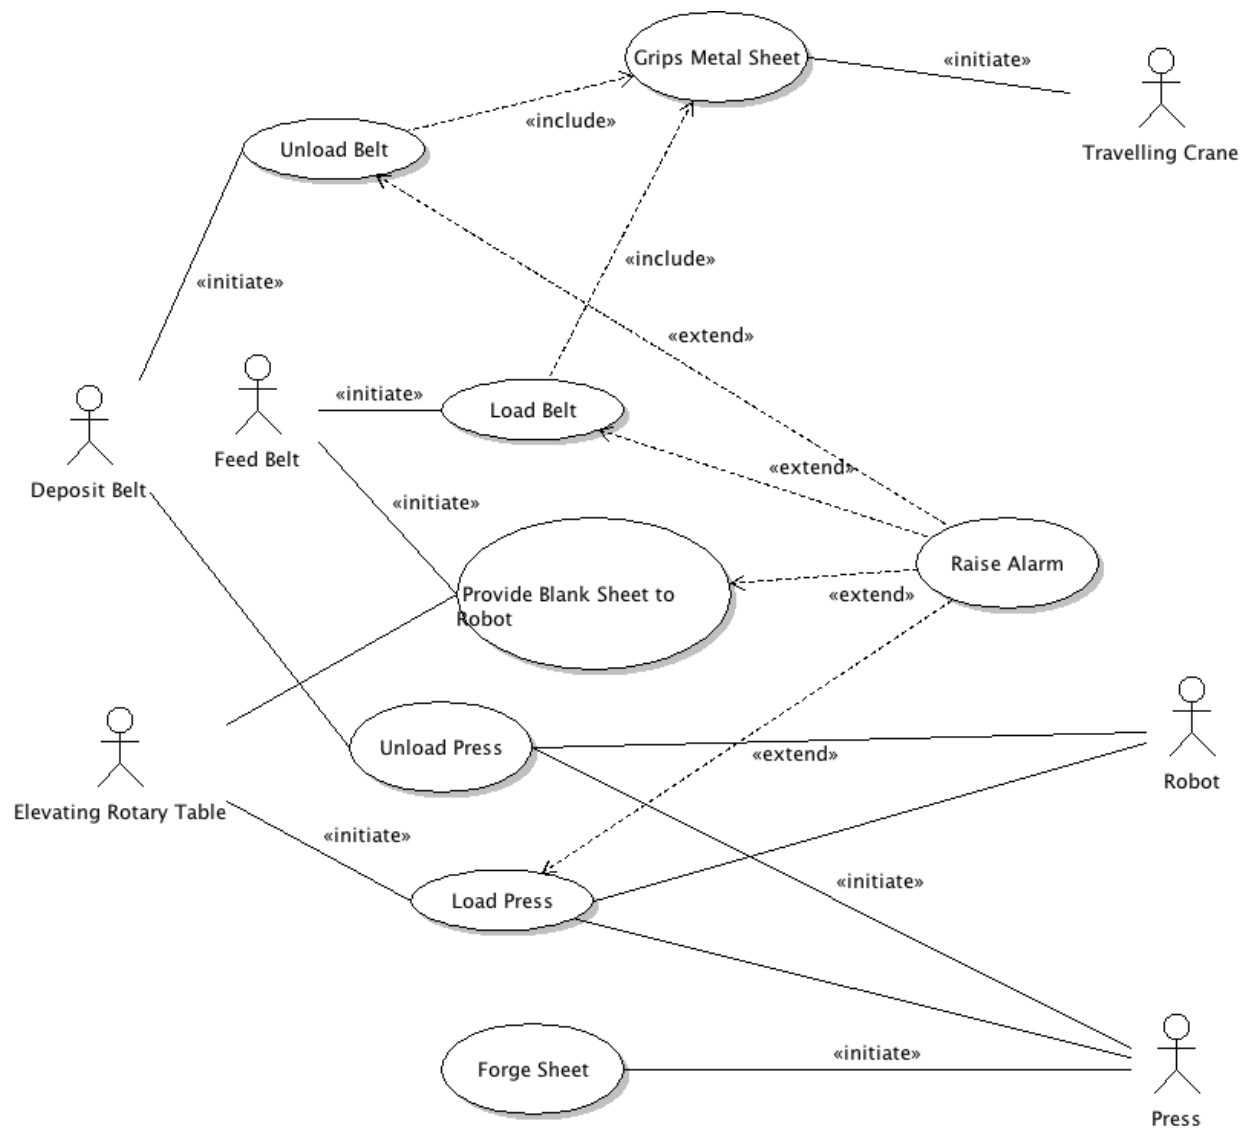 Grips Metal Sheet
«initiate»
Travelling Crane
«include»
Unload Belt
«include»
«initiate»
«extend»
«initiate»
Load Belt
Feed Belt
«extend»
Deposit Belt
«initiate»
Raise Alarm
Provide Blank Sheet to
Robot
«extend»
Unload Press
«extend»
Robot
Elevating Rotary Table
«initiate»
«initiate»
Load Press
«initiate»
Forge Sheet
Press